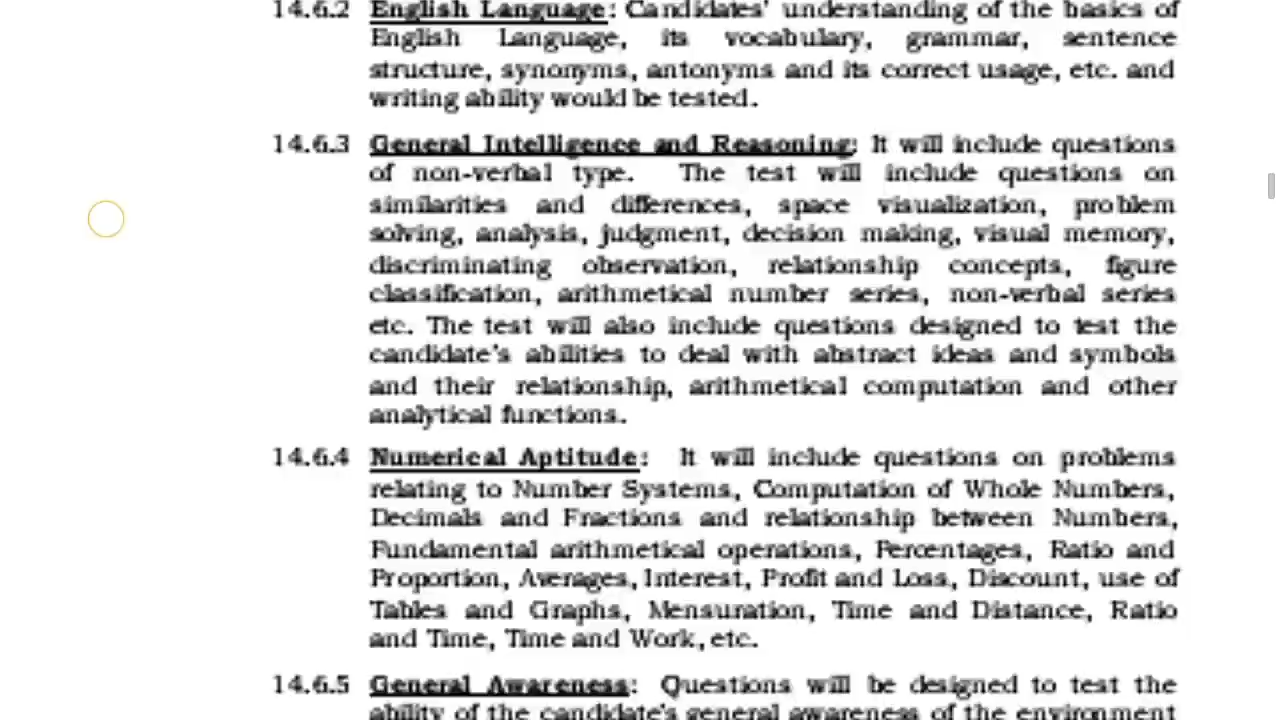 14.6.2 English Language: Candidates' understanding of the basics of
English Language, its vocabulary, grammar, sentence
structure, synonyms, antonyms and its correct usage, etc. and
writing ability would be tested.
14.6.3 General Intelligence and Reasoning: It will include questions
of non-verbal type. The test will include questions on
similarities and differences, space visualization, problem
solving, analysis, judgment, decision making, visual memory,
discriminating observation, relationship concepts, figure
classification, arithmetical number series, non-verbal series
etc. The test will also include questions designed to test the
candidate's abilities to deal with abstract ideas and symbols
and their relationship, arithmetical computation and other
analytical functions.
14.6.4 Numerical Aptitude: It will include questions on problems
relating to Number Systems, Computation of Whole Numbers,
Decimals and Fractions and relationship between Numbers,
Fundamental arithmetical operations, Percentages, Ratio and
Proportion, Averages, Interest, Profit and Loss, Discount, use of
Tables and Graphs, Mensuration, Time and Distance, Ratio
and Time, Time and Work, etc.
14.6.5 General Awareness: Questions will be designed to test the
ability of the candidate's general awareness of the environment